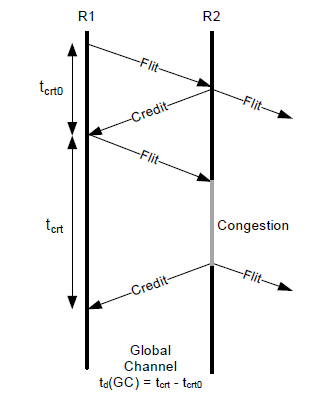 R1 R2
Flit
t_crt0
Flit
Credit
Flit
t_crt
Congestion
Credit
Flit
Global
Channel
t_d(GC) = t_crt - t_crt0